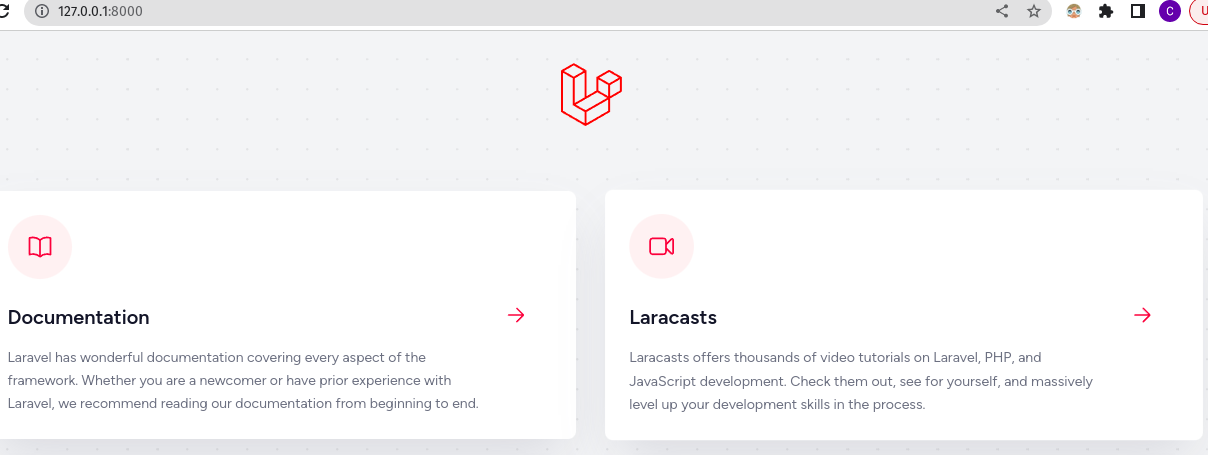 127.0.0.1:8000
C
U
Documentation
Laravel has wonderful documentation covering every aspect of the
framework. Whether you are a newcomer or have prior experience with
Laravel, we recommend reading our documentation from beginning to end.
Laracasts
Laracasts offers thousands of video tutorials on Laravel, PHP, and
JavaScript development. Check them out, see for yourself, and massively
level up your development skills in the process.